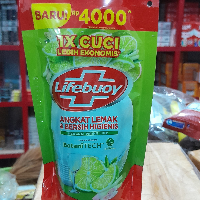 BARU! Rp 4000*
1X CUCI
LEBIH EKONOMIS*
Lifebuoy
ANGKAT LEMAK
& BERSIH HIGIENIS